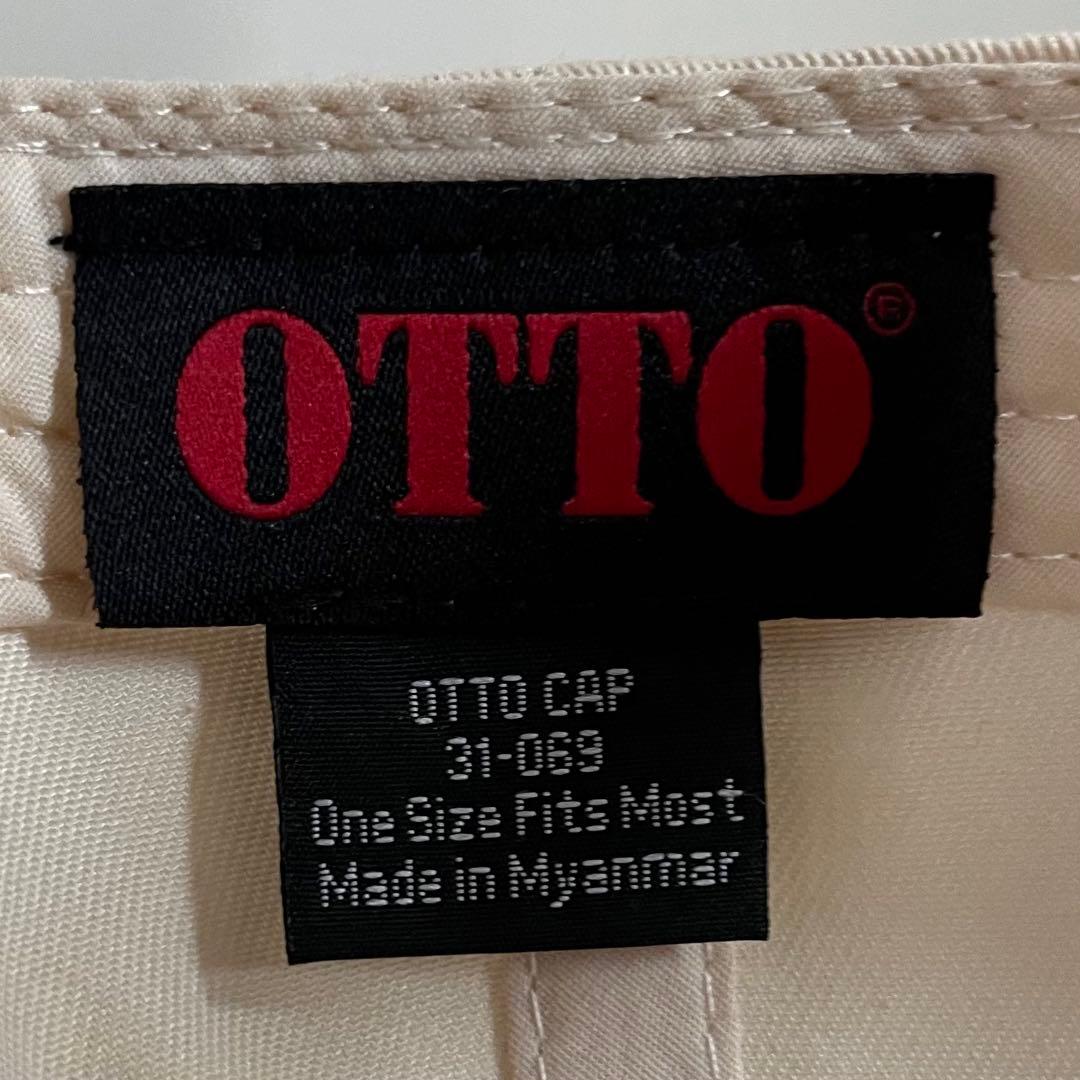 OTTO®
OTTO CAP
31-069
One Size Fits Most
Made in Myanmar